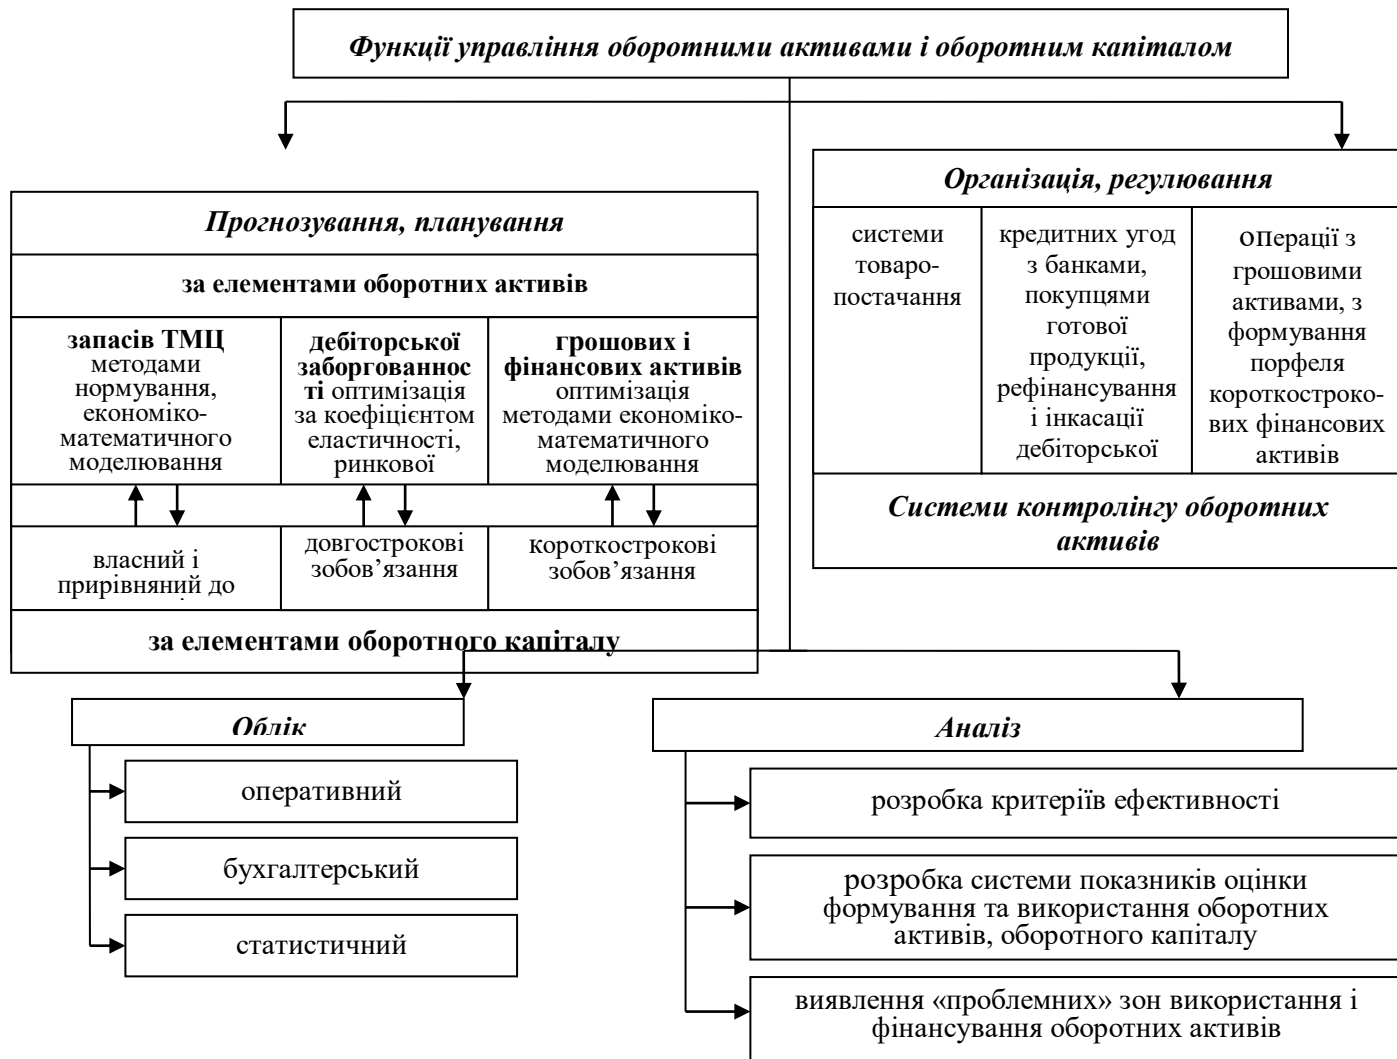 Функції управління оборотними активами і оборотним капіталом
Прогнозування, планування
за елементами оборотних активів
запасів ТМЦ
методами
нормування,
економіко-
математичного
моделювання
дебіторської
заборгованнос
ті оптимізація
за коефіцієнтом
еластичності,
ринкової
грошових і
фінансових активів
оптимізація
методами економіко-
математичного
моделювання
власний і
прирівняний до
довгострокові
зобов’язання
короткострокові
зобов’язання
за елементами оборотного капіталу
Організація, регулювання
системи
товаро-
постачання
кредитних угод
з банками,
покупцями
готової
продукції,
рефінансування
і інкасації
дебіторської
операції з
грошовими
активами, з
формування
порфеля
короткостроко-
вих фінансових
активів
Системи контролінгу оборотних
активів
Облік
оперативний
бухгалтерський
статистичний
Аналіз
розробка критеріїв ефективності
розробка системи показників оцінки
формування та використання оборотних
активів, оборотного капіталу
виявлення «проблемних» зон використання і
фінансування оборотних активів